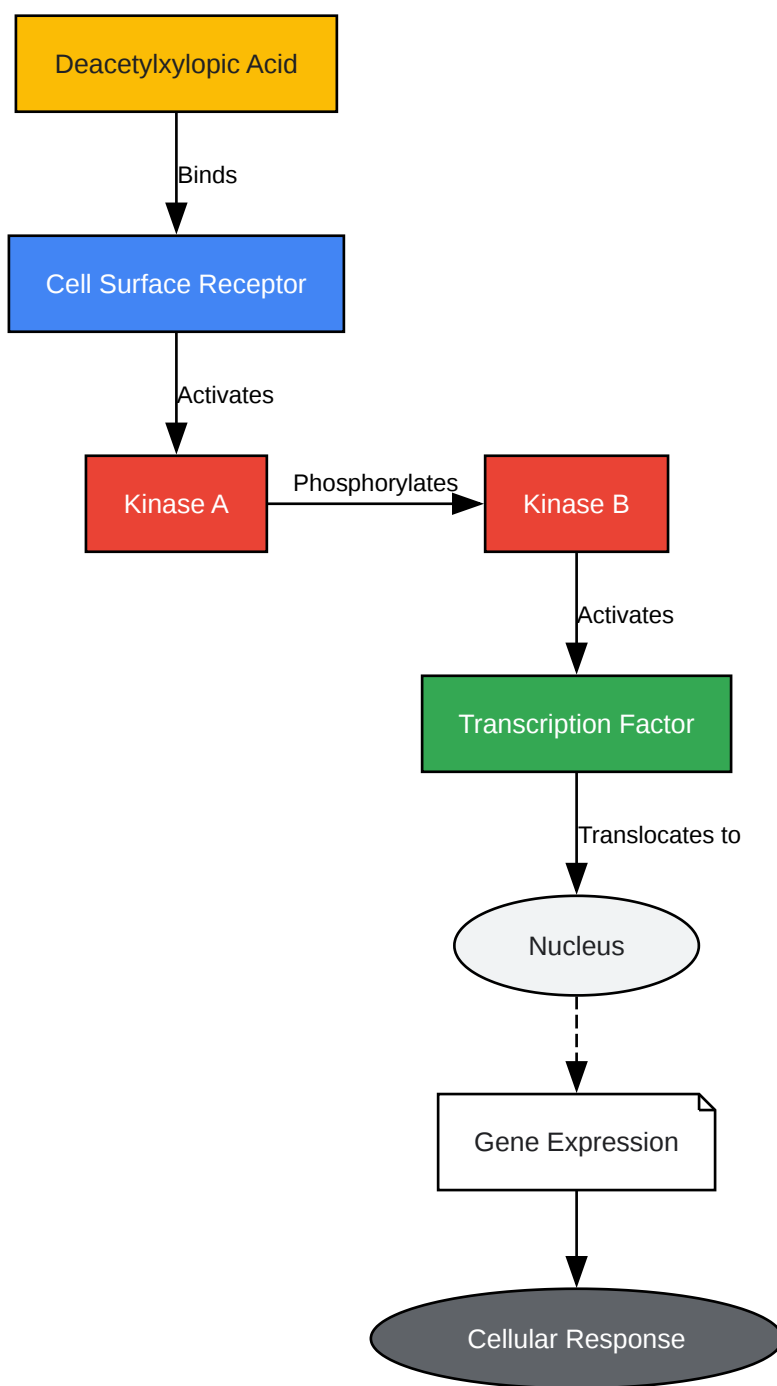 Deacetylxylopic Acid
Binds
Cell Surface Receptor
Activates
Kinase A
Phosphorylates
Kinase B
Activates
Transcription Factor
Translocates to
Nucleus
Gene Expression
Cellular Response